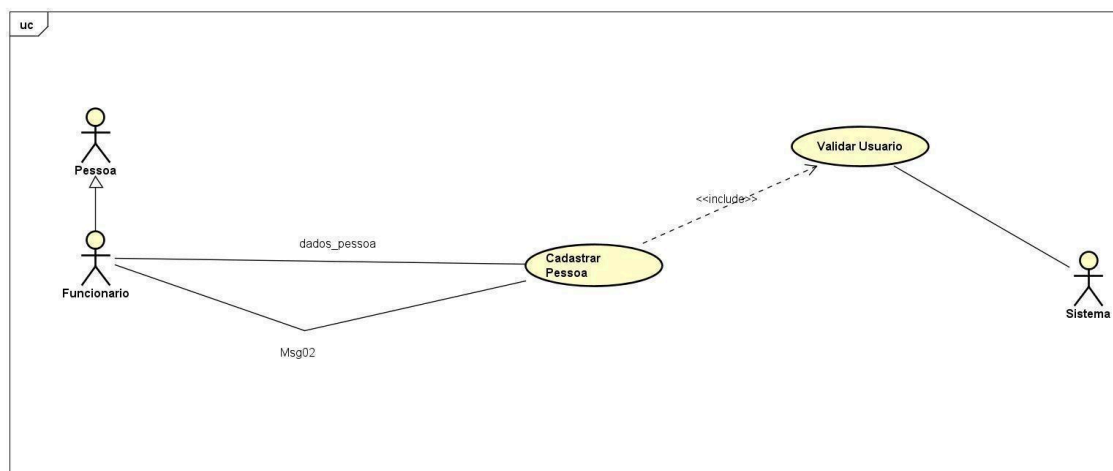 uc
Pessoa
Validar Usuario
<<include>>
dados_pessoa
Cadastrar
Pessoa
Funcionario
Sistema
Msg02